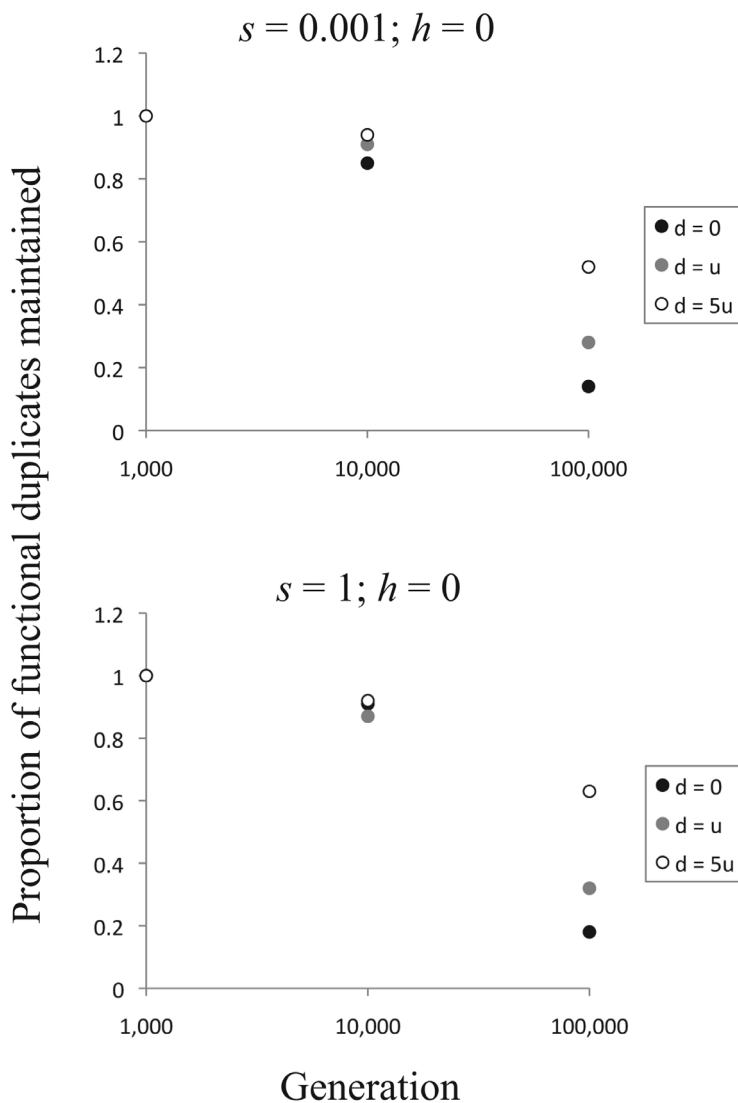 s = 0.001; h = 0
1.2
1
0.8
0.6
0.4
0.2
0
1,000
10,000
100,000
d = 0
d = u
d = 5u
Proportion of functional duplicates maintained
s = 1; h = 0
1.2
1
0.8
0.6
0.4
0.2
0
1,000
10,000
100,000
d = 0
d = u
d = 5u
Generation